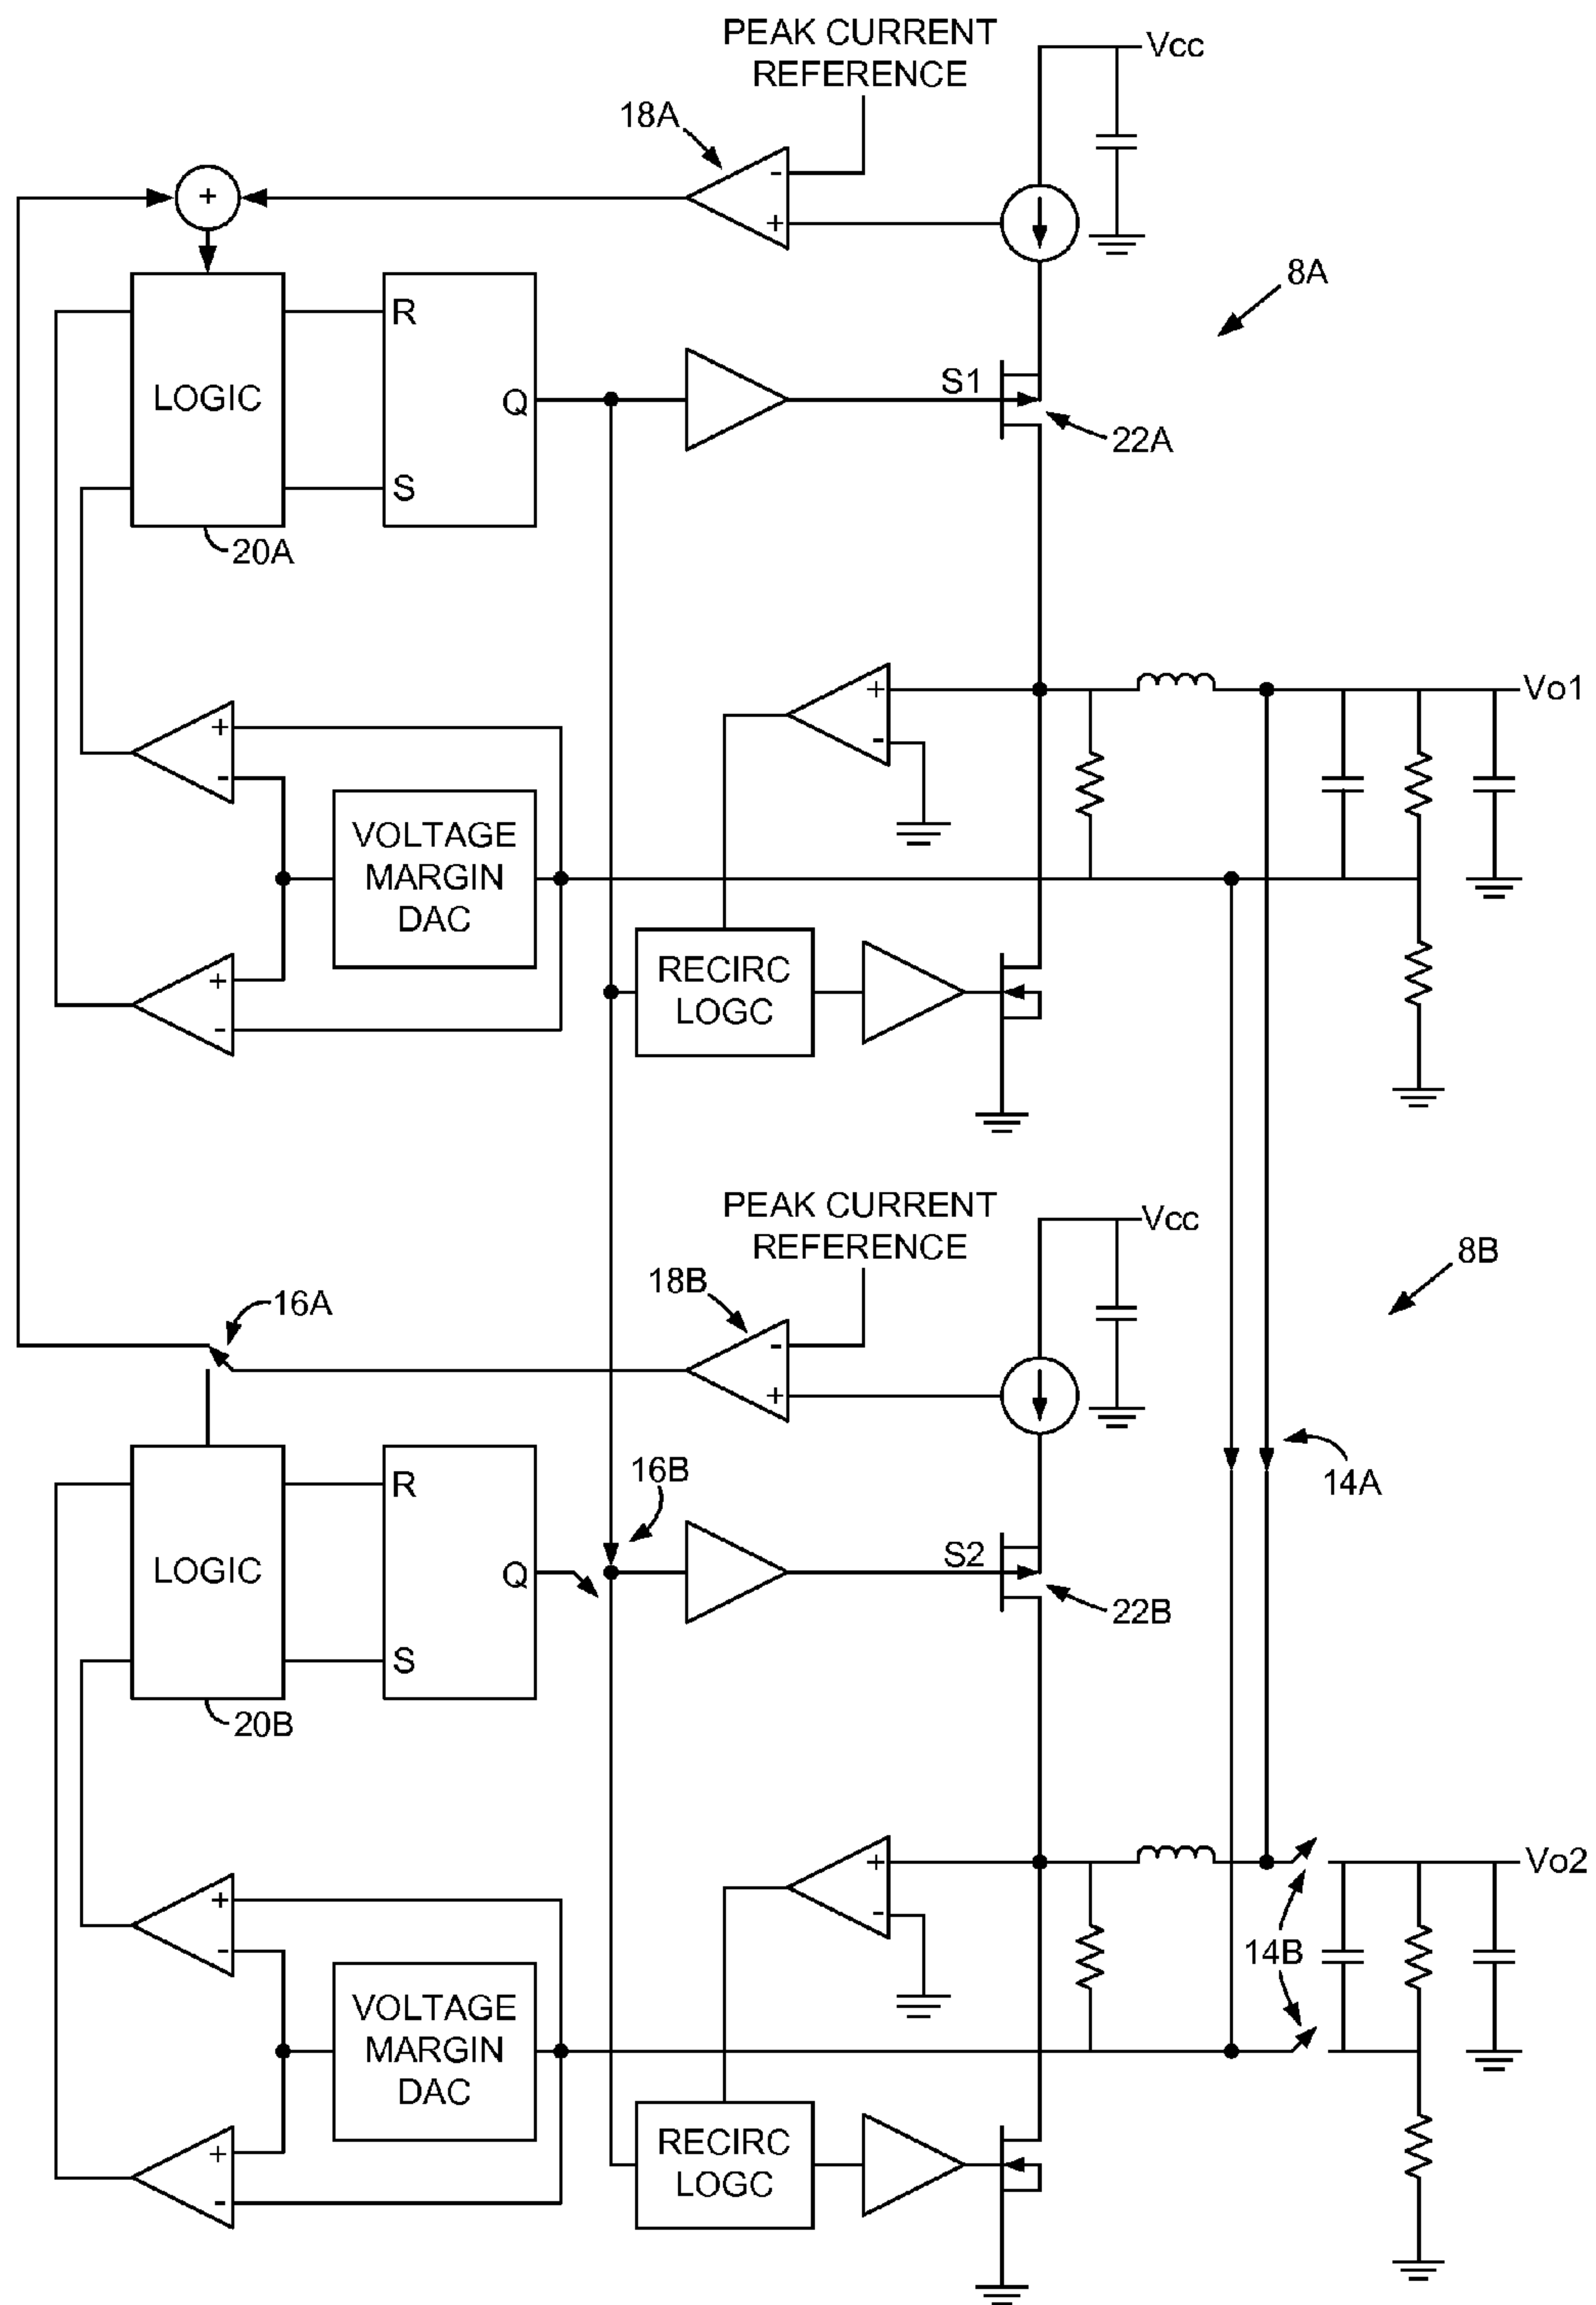 PEAK CURRENT
REFERENCE
Vcc
18A
-
+
+
8A
R
LOGIC
Q
S1
S
22A
20A
+
-
Vo1
+
-
VOLTAGE
MARGIN
DAC
+
-
RECIRC
LOGC
PEAK CURRENT
REFERENCE
Vcc
8B
18B
16A
-
+
14A
R
16B
LOGIC
Q
S2
S
22B
20B
+
-
Vo2
+
-
14B
VOLTAGE
MARGIN
DAC
+
-
RECIRC
LOGC